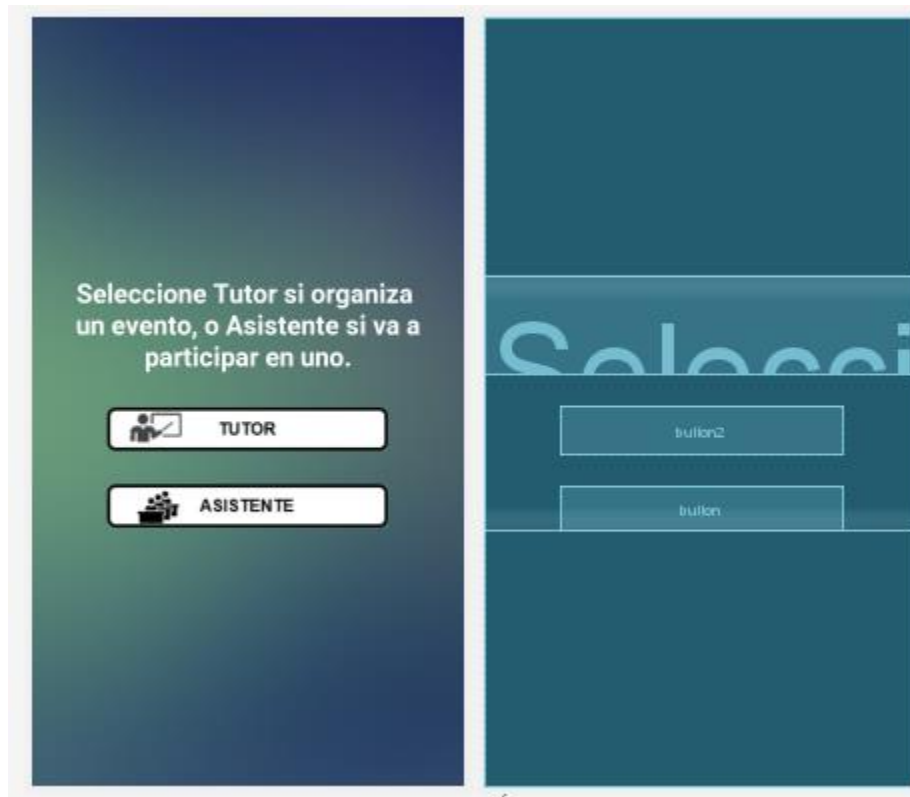 Seleccione Tutor si organiza
un evento, o Asistente si va a
participar en uno.
TUTOR
ASISTENTE
Selecci
button2
button